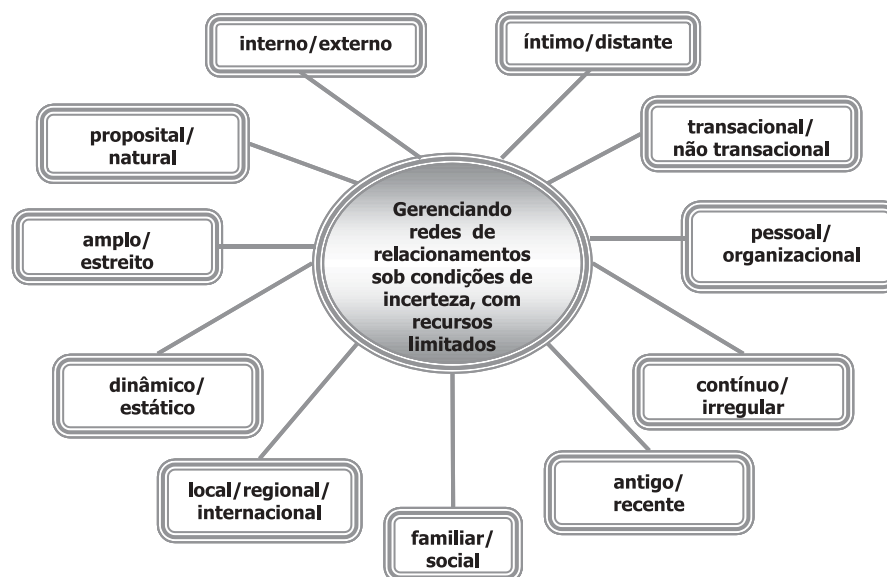 interno/externo
íntimo/distante
proposital/
natural
transacional/
não transacional
amplo/
estreito
Gerenciando
redes de
relacionamentos
sob condições de
incerteza, com
recursos
limitados
pessoal/
organizacional
dinâmico/
estático
contínuo/
irregular
local/regional/
internacional
antigo/
recente
familiar/
social